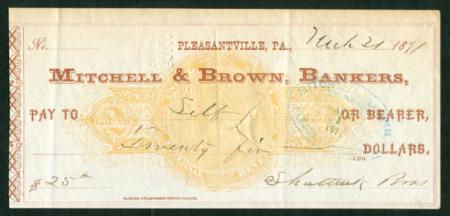 No. PLEASANTVILLE, PA., Mch 21 1871
MITCHELL & BROWN, BANKERS,
PAY TO Self OR BEARER,
Twenty five DOLLARS.
$ 25 Shattuck Bros